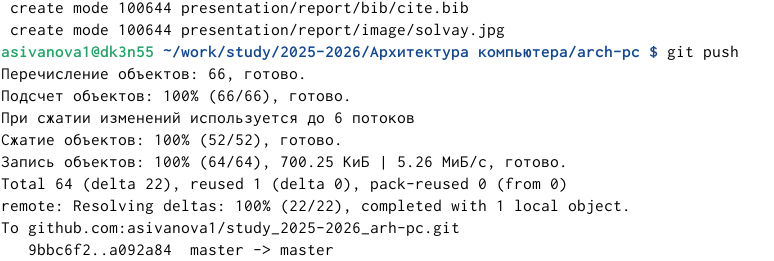 create mode 100644 presentation/report/bib/cite.bib
create mode 100644 presentation/report/image/solvay.jpg
asivanova1@dk3n55 ~/work/study/2025-2026/Архитектура компьютера/arch-pc $ git push
Перечисление объектов: 66, готово.
Подсчет объектов: 100% (66/66), готово.
При сжатии изменений используется до 6 потоков
Сжатие объектов: 100% (52/52), готово.
Запись объектов: 100% (64/64), 700.25 КиБ | 5.26 МиБ/с, готово.
Total 64 (delta 22), reused 1 (delta 0), pack-reused 0 (from 0)
remote: Resolving deltas: 100% (22/22), completed with 1 local object.
To github.com:asivanova1/study_2025-2026_arh-pc.git
9bbc6f2..a092a84  master -> master